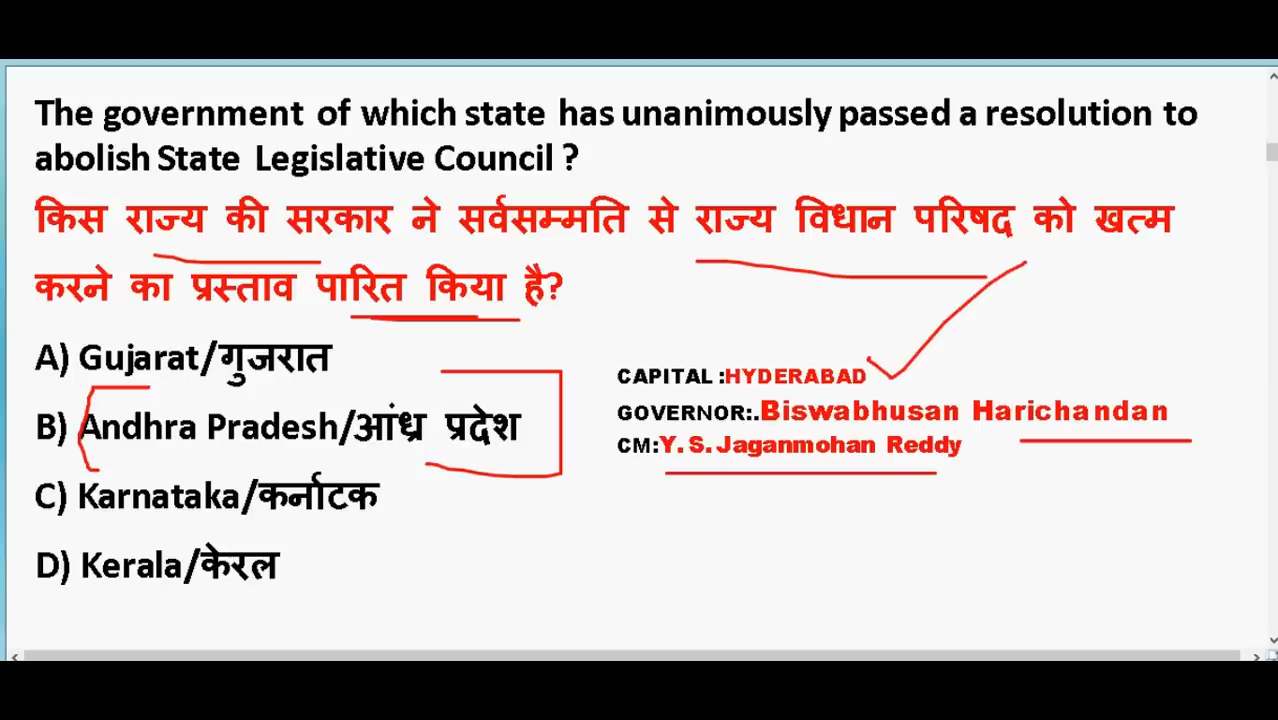 The government of which state has unanimously passed a resolution to
abolish State Legislative Council ?
किस राज्य की सरकार ने सर्वसम्मति से राज्य विधान परिषद को खत्म
करने का प्रस्ताव पारित किया है?
A) Gujarat/गुजरात
B) Andhra Pradesh/आंध्र प्रदेश
C) Karnataka/कर्नाटक
D) Kerala/केरल
CAPITAL :HYDERABAD
GOVERNOR:.Biswabhusan Harichandan
CM:Y. S. Jaganmohan Reddy